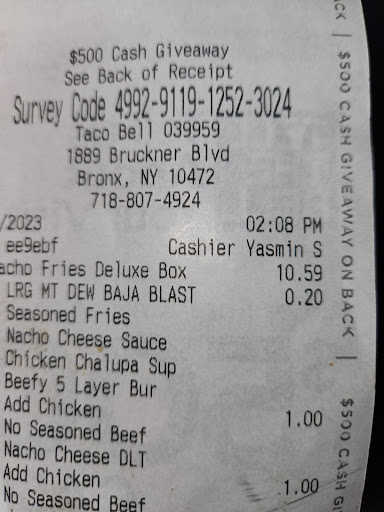 $500 Cash Giveaway
See Back of Receipt
Survey Code 4992-9119-1252-3024
Taco Bell 039959
1889 Bruckner Blvd
Bronx, NY 10472
718-807-4924
/2023 02:08 PM
ee9ebf Cashier Yasmin S
acho Fries Deluxe Box 10.59
LRG MT DEW BAJA BLAST 0.20
Seasoned Fries
Nacho Cheese Sauce
Chicken Chalupa Sup
Beefy 5 Layer Bur
Add Chicken 1.00
No Seasoned Beef
Nacho Cheese DLT
Add Chicken 1.00
No Seasoned Beef
CK | $500 CASH GIVEAWAY ON BACK | $500 CASH GI